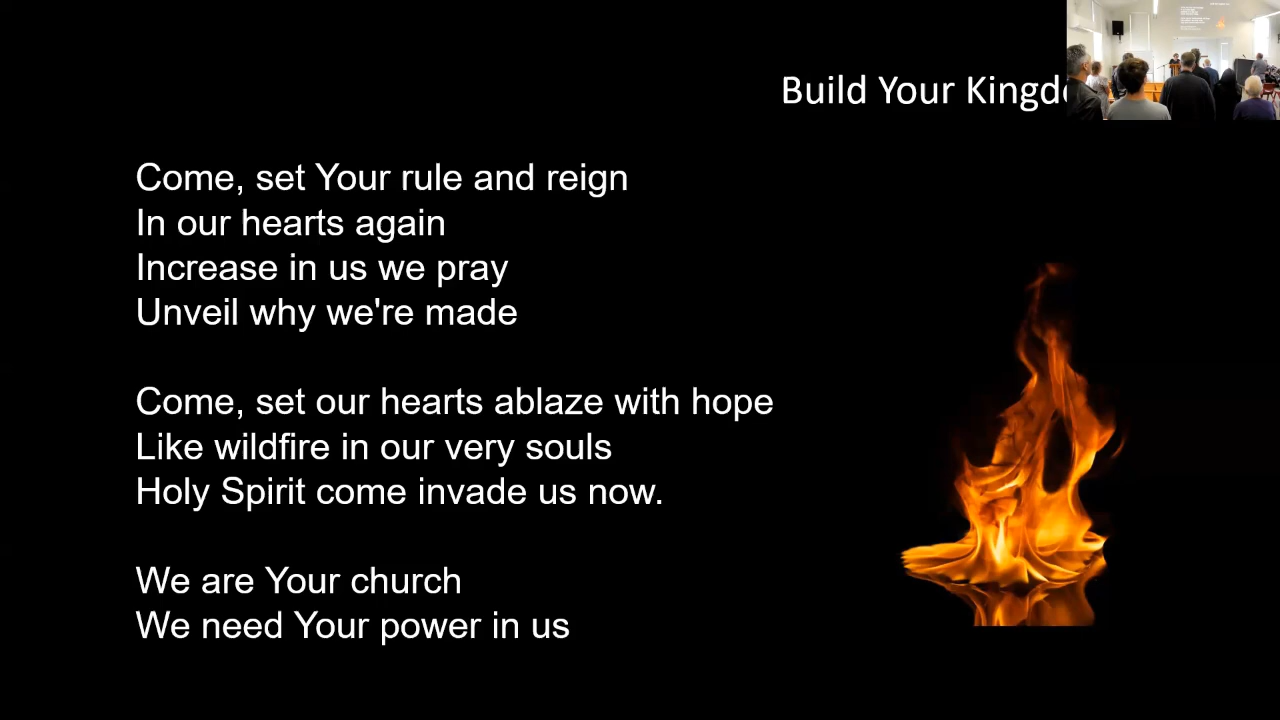 Build Your Kingd
Come, set Your rule and reign
In our hearts again
Increase in us we pray
Unveil why we're made
Come, set our hearts ablaze with hope
Like wildfire in our very souls
Holy Spirit come invade us now.
We are Your church
We need Your power in us